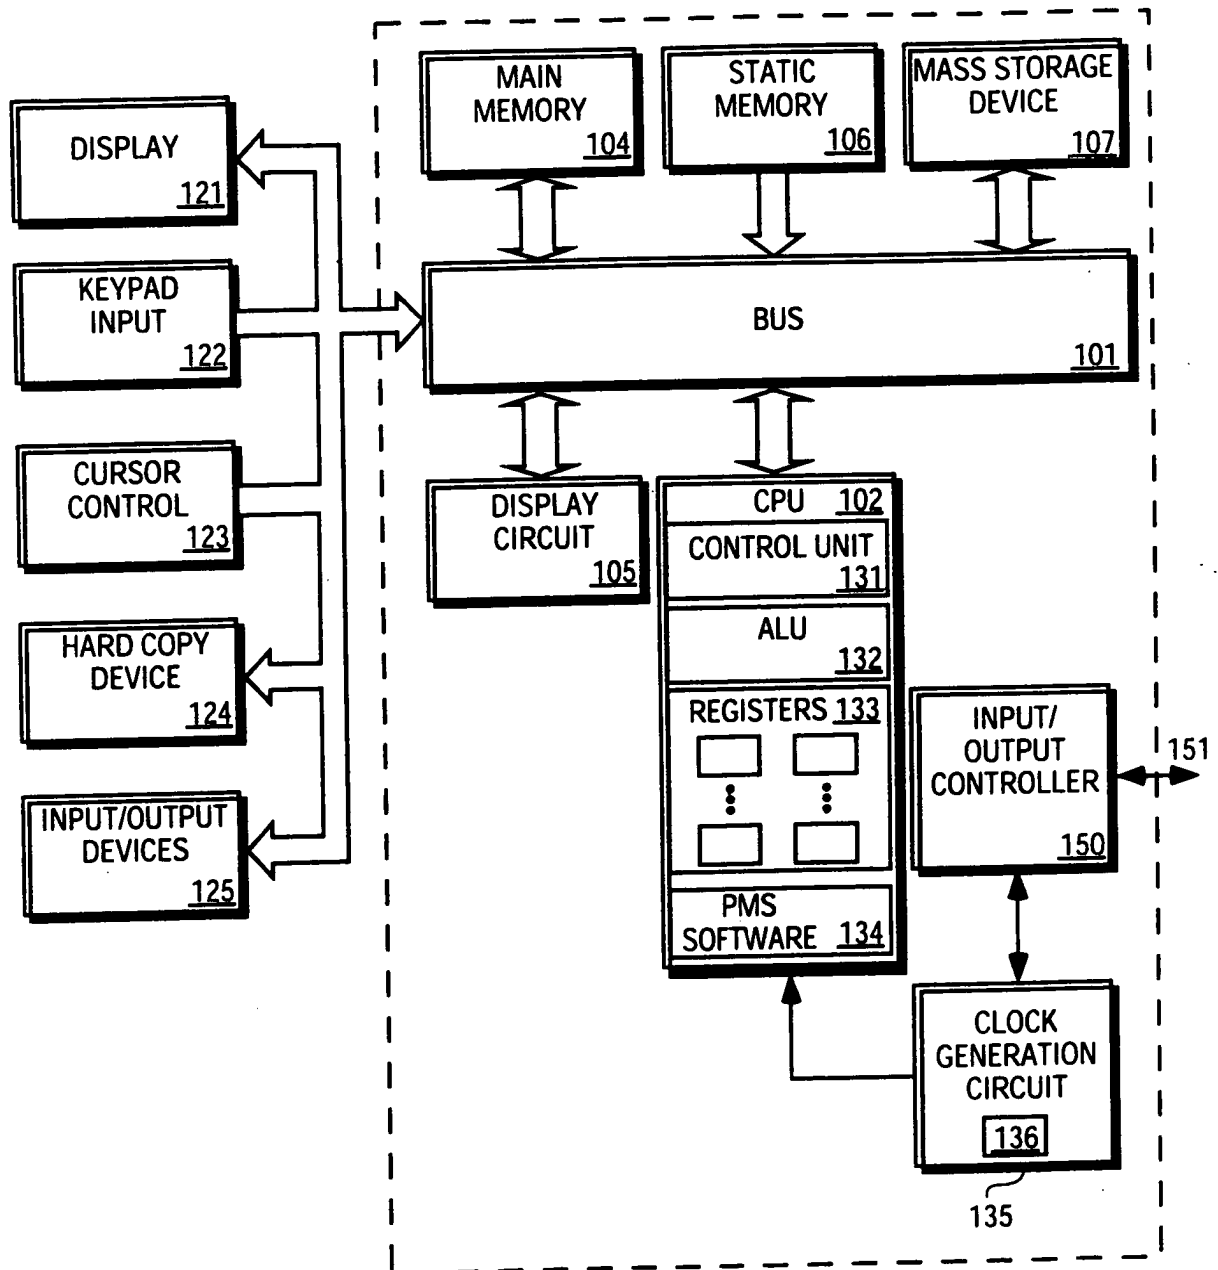 MAIN
MEMORY
104
STATIC
MEMORY
106
MASS STORAGE
DEVICE
107
DISPLAY
121
KEYPAD
INPUT
122
BUS
101
CURSOR
CONTROL
123
DISPLAY
CIRCUIT
105
CPU 102
CONTROL UNIT
131
ALU
132
REGISTERS 133
HARD COPY
DEVICE
124
INPUT/
OUTPUT
CONTROLLER
150
151
INPUT/OUTPUT
DEVICES
125
PMS
SOFTWARE 134
CLOCK
GENERATION
CIRCUIT
136
135